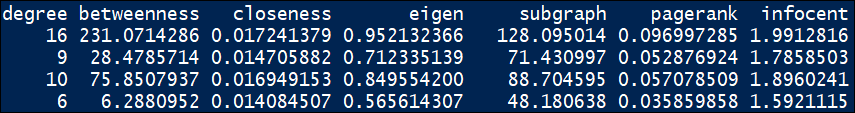 degree betweenness closeness eigen subgraph pagerank infocent
16 231.0714286 0.017241379 0.952132366 128.095014 0.096997285 1.9912816
9 28.4785714 0.014705882 0.712335139 71.430997 0.052876924 1.7858503
10 75.8507937 0.016949153 0.849554200 88.704595 0.057078509 1.8960241
6 6.2880952 0.014084507 0.565614307 48.180638 0.035859858 1.5921115